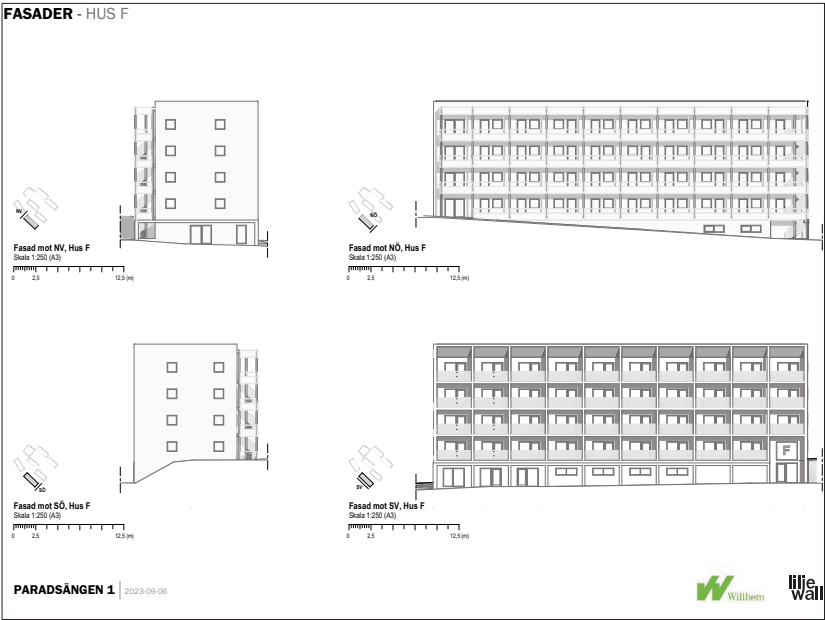 FASADER - HUS F
NV
NÖ
Fasad mot NV, Hus F
Skala 1:250 (A3)
0 2,5 12,5 (m)
Fasad mot NÖ, Hus F
Skala 1:250 (A3)
0 2,5 12,5 (m)
F
SÖ
SV
Fasad mot SÖ, Hus F
Skala 1:250 (A3)
0 2,5 12,5 (m)
Fasad mot SV, Hus F
Skala 1:250 (A3)
0 2,5 12,5 (m)
PARADSÄNGEN 1 | 2023-09-06
Willhem
lilje
wall